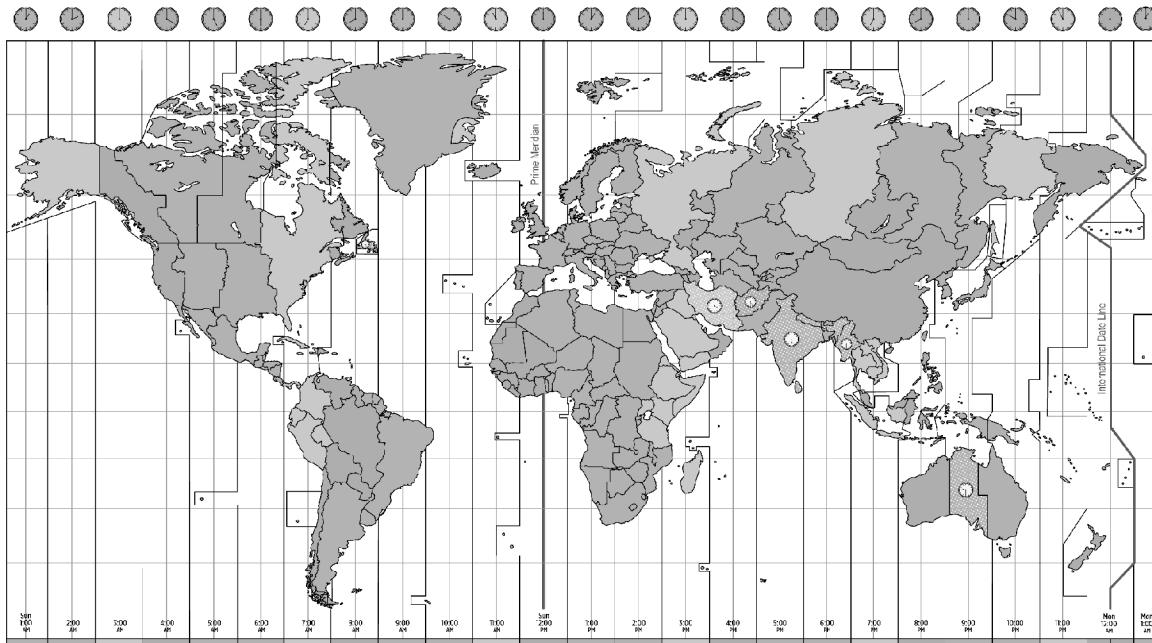 Prime Meridian
International Date Line
Sun 1:00 AM
2:00 AM
3:00 AM
4:00 AM
5:00 AM
6:00 AM
7:00 AM
8:00 AM
9:00 AM
10:00 AM
11:00 AM
Sun 12:00 PM
1:00 PM
2:00 PM
3:00 PM
4:00 PM
5:00 PM
6:00 PM
7:00 PM
8:00 PM
9:00 PM
10:00 PM
11:00 PM
Mon 12:00 AM
Mon 1:00 AM